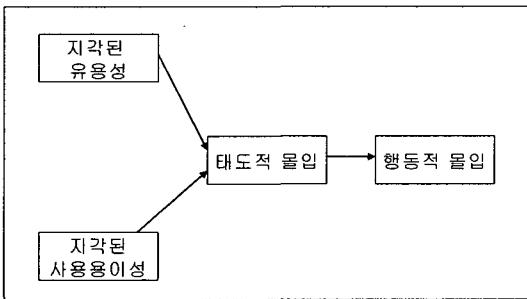 지각된
유용성
태도적 몰입
행동적 몰입
지각된
사용용이성